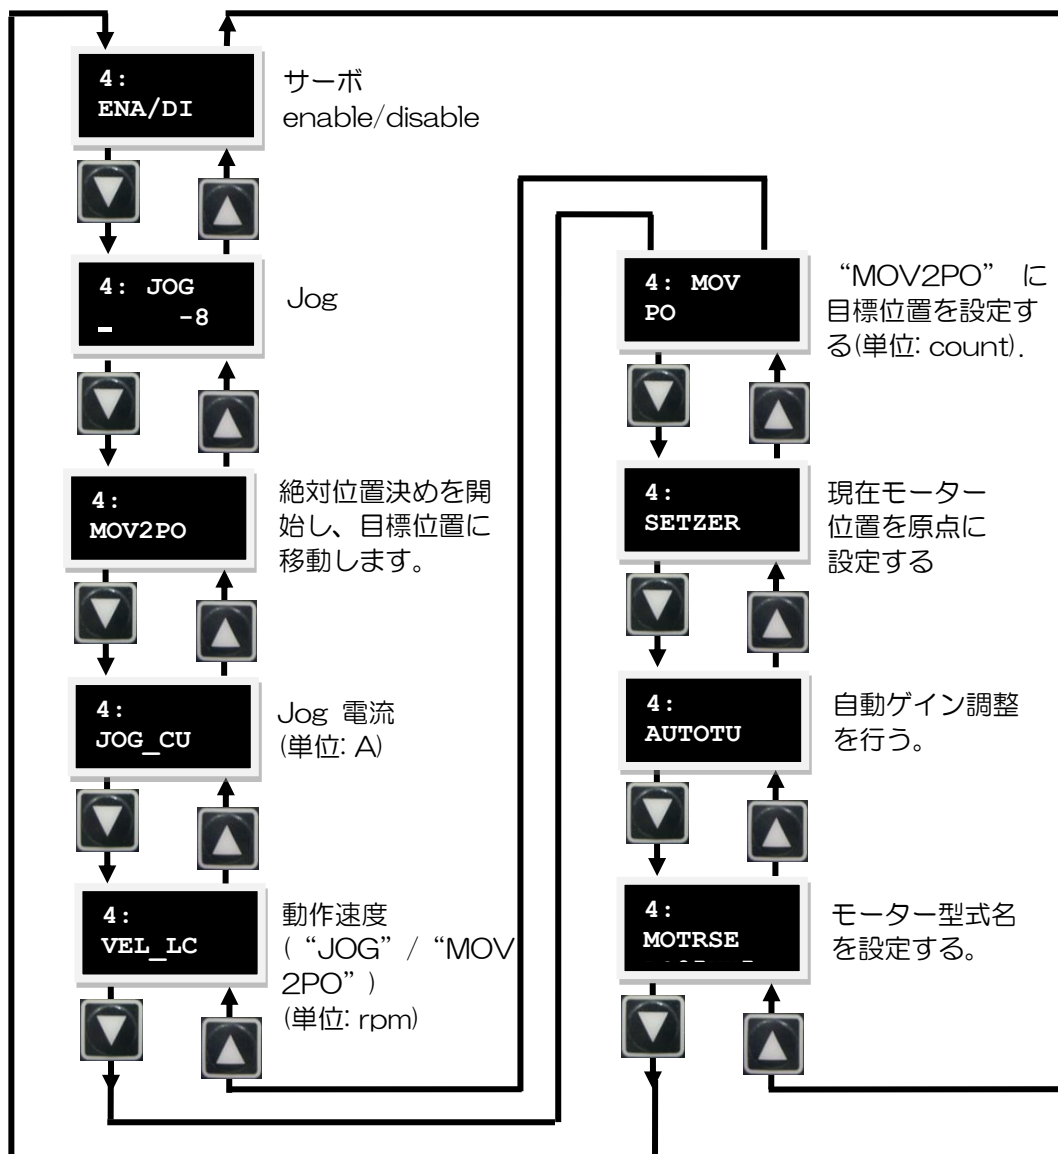 4:
ENA/DI
サーボ
enable/disable
4: JOG
_ -8
Jog
4:
MOV2PO
絶対位置決めを開
始し、目標位置に
移動します。
4:
JOG_CU
Jog 電流
(単位: A)
4:
VEL_LC
動作速度
( “JOG” / “MOV
2PO” )
(単位: rpm)
4: MOV
PO
“MOV2PO” に
目標位置を設定す
る(単位: count).
4:
SETZER
現在モーター
位置を原点に
設定する
4:
AUTOTU
自動ゲイン調整
を行う。
4:
MOTRSE
モーター型式名
を設定する。